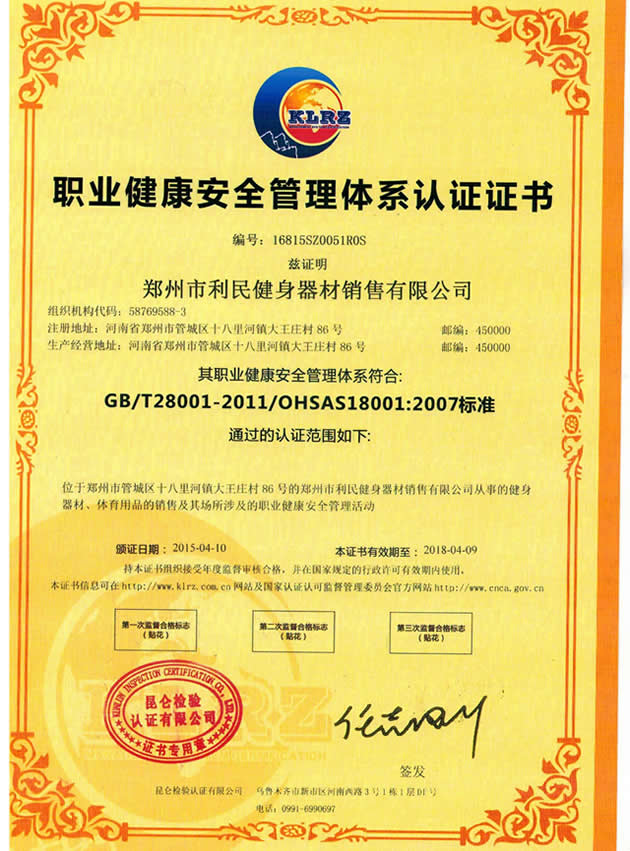 KLRZ
职业健康安全管理体系认证证书
编号：16815SZ0051R0S
兹证明
郑州市利民健身器材销售有限公司
组织机构代码：58769588-3
注册地址：河南省郑州市管城区十八里河镇大王庄村 86 号 邮编：450000
生产经营地址：河南省郑州市管城区十八里河镇大王庄村 86 号 邮编：450000
其职业健康安全管理体系符合:
GB/T28001-2011/OHSAS18001:2007标准
通过的认证范围如下:
位于郑州市管城区十八里河镇大王庄村 86 号的郑州市利民健身器材销售有限公司从事的健身
器材、体育用品的销售及其场所涉及的职业健康安全管理活动
颁证日期：2015-04-10 本证书有效期至：2018-04-09
持本证书组织接受年度监督审核合格，并在国家规定的行政许可有效期内使用。
本证书信息可在 http://www.klrz.com.cn 网站及国家认证认可监督管理委员会官方网站 http://www.cnca.gov.cn
第一次监督合格标志 第二次监督合格标志 第三次监督合格标志
（贴花） （贴花） （贴花）
KLRZ
KUNLUN INSPECTION CERTIFICATION CO., LTD
昆仑检验
认证有限公司
证书专用章
签发
昆仑检验认证有限公司 乌鲁木齐市新市区河南西路 3 号 1 栋 1 层 D1 号
电话：0991-6990697